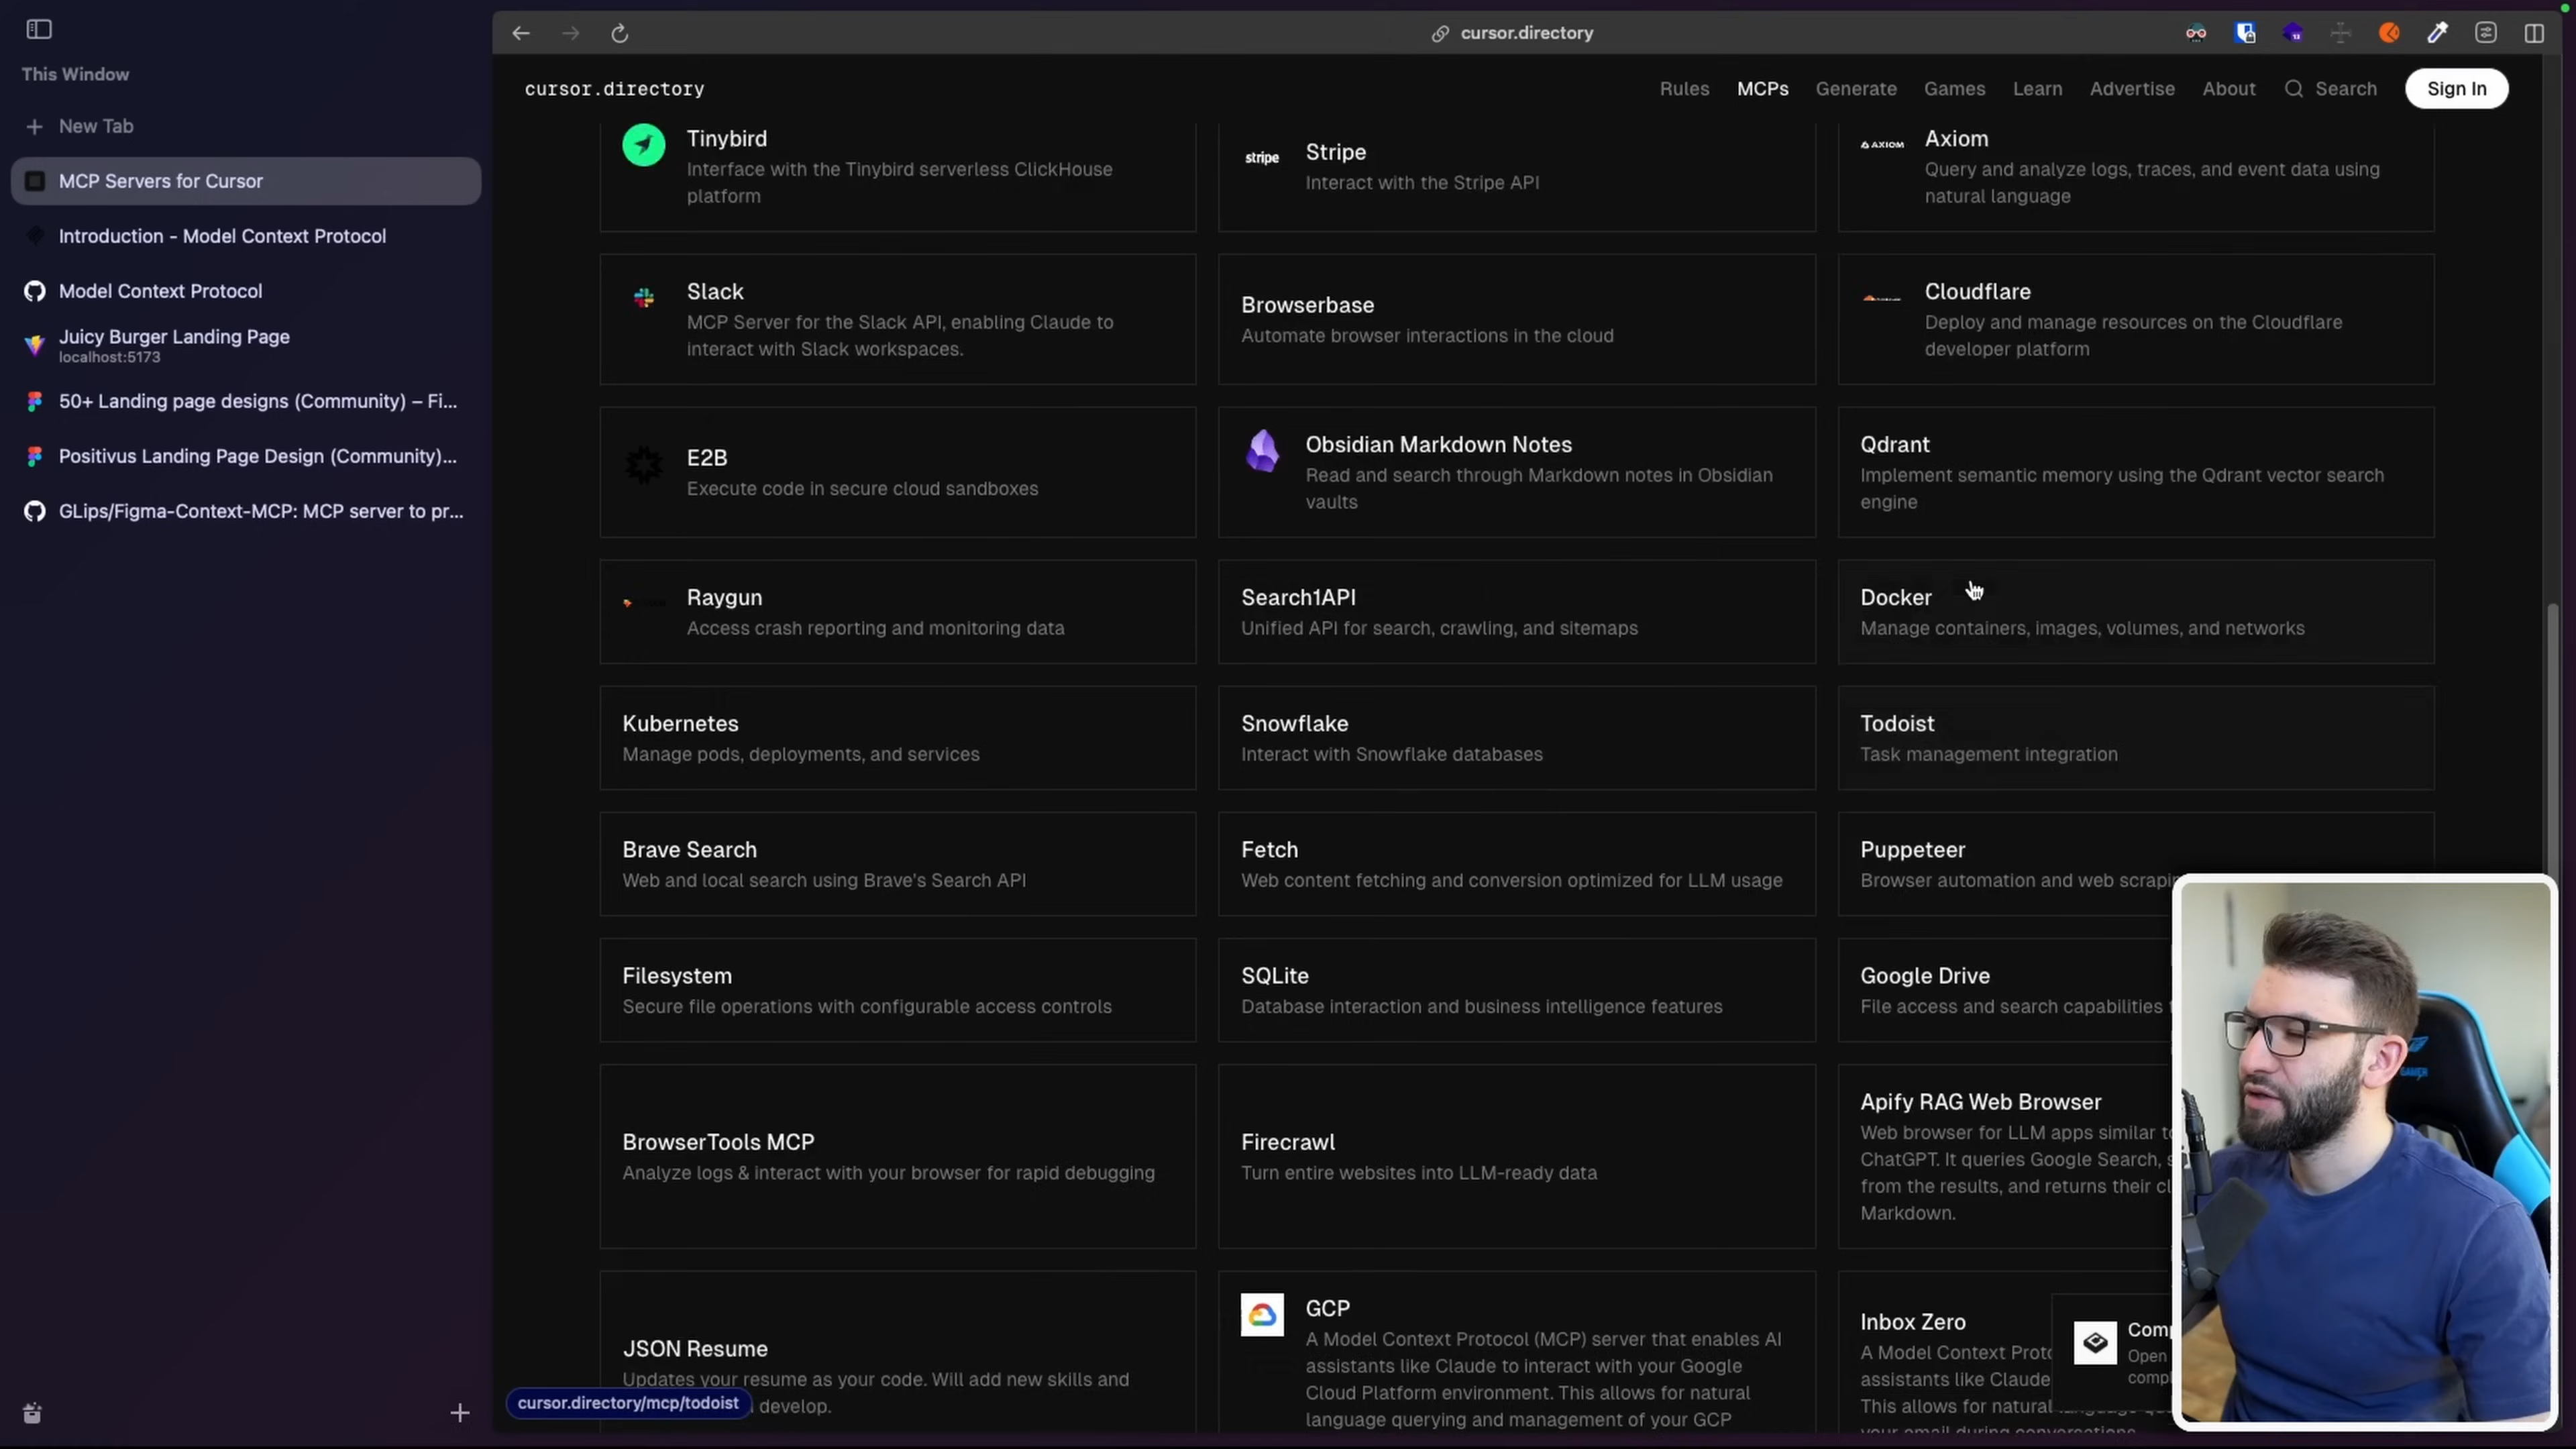 This Window
New Tab
MCP Servers for Cursor
Introduction - Model Context Protocol
Model Context Protocol
Juicy Burger Landing Page
localhost:5173
50+ Landing page designs (Community) – Fi...
Positivus Landing Page Design (Community)...
GLips/Figma-Context-MCP: MCP server to pr...
cursor.directory
cursor.directory
Rules
MCPs
Generate
Games
Learn
Advertise
About
Search
Sign In
Tinybird
Interface with the Tinybird serverless ClickHouse
platform
stripe
Stripe
Interact with the Stripe API
AXIOM
Axiom
Query and analyze logs, traces, and event data using
natural language
Slack
MCP Server for the Slack API, enabling Claude to
interact with Slack workspaces.
Browserbase
Automate browser interactions in the cloud
Cloudflare
Deploy and manage resources on the Cloudflare
developer platform
E2B
Execute code in secure cloud sandboxes
Obsidian Markdown Notes
Read and search through Markdown notes in Obsidian
vaults
Qdrant
Implement semantic memory using the Qdrant vector search
engine
Raygun
Access crash reporting and monitoring data
Search1API
Unified API for search, crawling, and sitemaps
Docker
Manage containers, images, volumes, and networks
Kubernetes
Manage pods, deployments, and services
Snowflake
Interact with Snowflake databases
Todoist
Task management integration
Brave Search
Web and local search using Brave's Search API
Fetch
Web content fetching and conversion optimized for LLM usage
Puppeteer
Browser automation and web
Filesystem
Secure file operations with configurable access controls
SQLite
Database interaction and business intelligence features
Google Drive
File access and search capabilities
BrowserTools MCP
Analyze logs & interact with your browser for rapid debugging
Firecrawl
Turn entire websites into LLM-ready data
Apify RAG Web Browser
Web browser for LLM apps similar
ChatGPT. It queries Google Search,
from the results, and returns their
Markdown.
JSON Resume
Updates your resume as your code. Will add new skills and
develop.
GCP
A Model Context Protocol (MCP) server that enables AI
assistants like Claude to interact with your Google
Cloud Platform environment. This allows for natural
language querying and management of your GCP
Inbox Zero
A Model Context
assistants like Claude
This allows for natural
your email during conversations
Open
cursor.directory/mcp/todoist